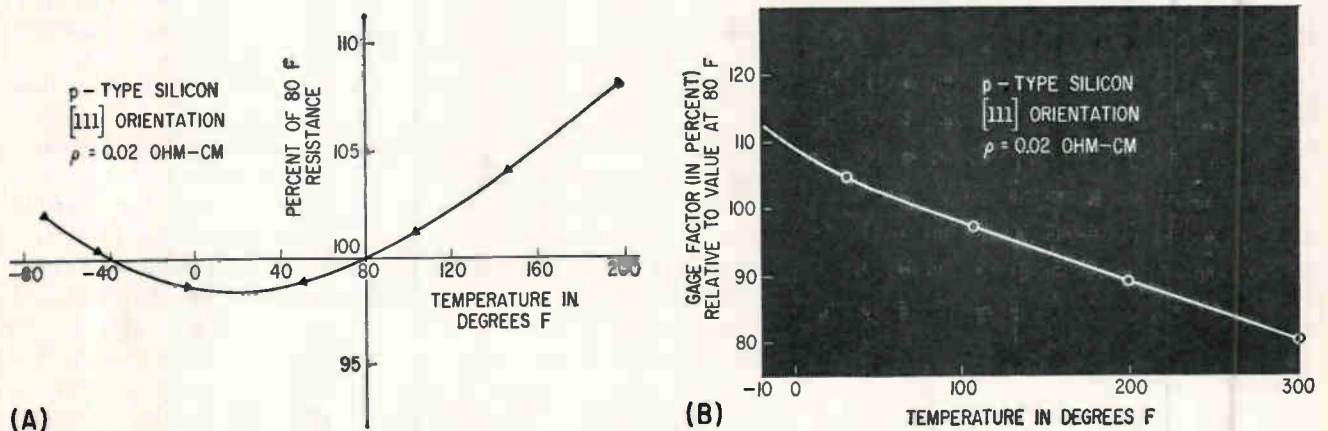 p - TYPE SILICON
[111] ORIENTATION
ρ = 0.02 OHM-CM
PERCENT OF 80 F
RESISTANCE
110
105
100
95
-80
-40
0
40
80
120
160
200
TEMPERATURE IN
DEGREES F
(A)
GAGE FACTOR (IN PERCENT)
RELATIVE TO VALUE AT 80 F
120
110
100
90
80
p - TYPE SILICON
[111] ORIENTATION
ρ = 0.02 OHM-CM
-10
0
100
200
300
TEMPERATURE IN DEGREES F
(B)